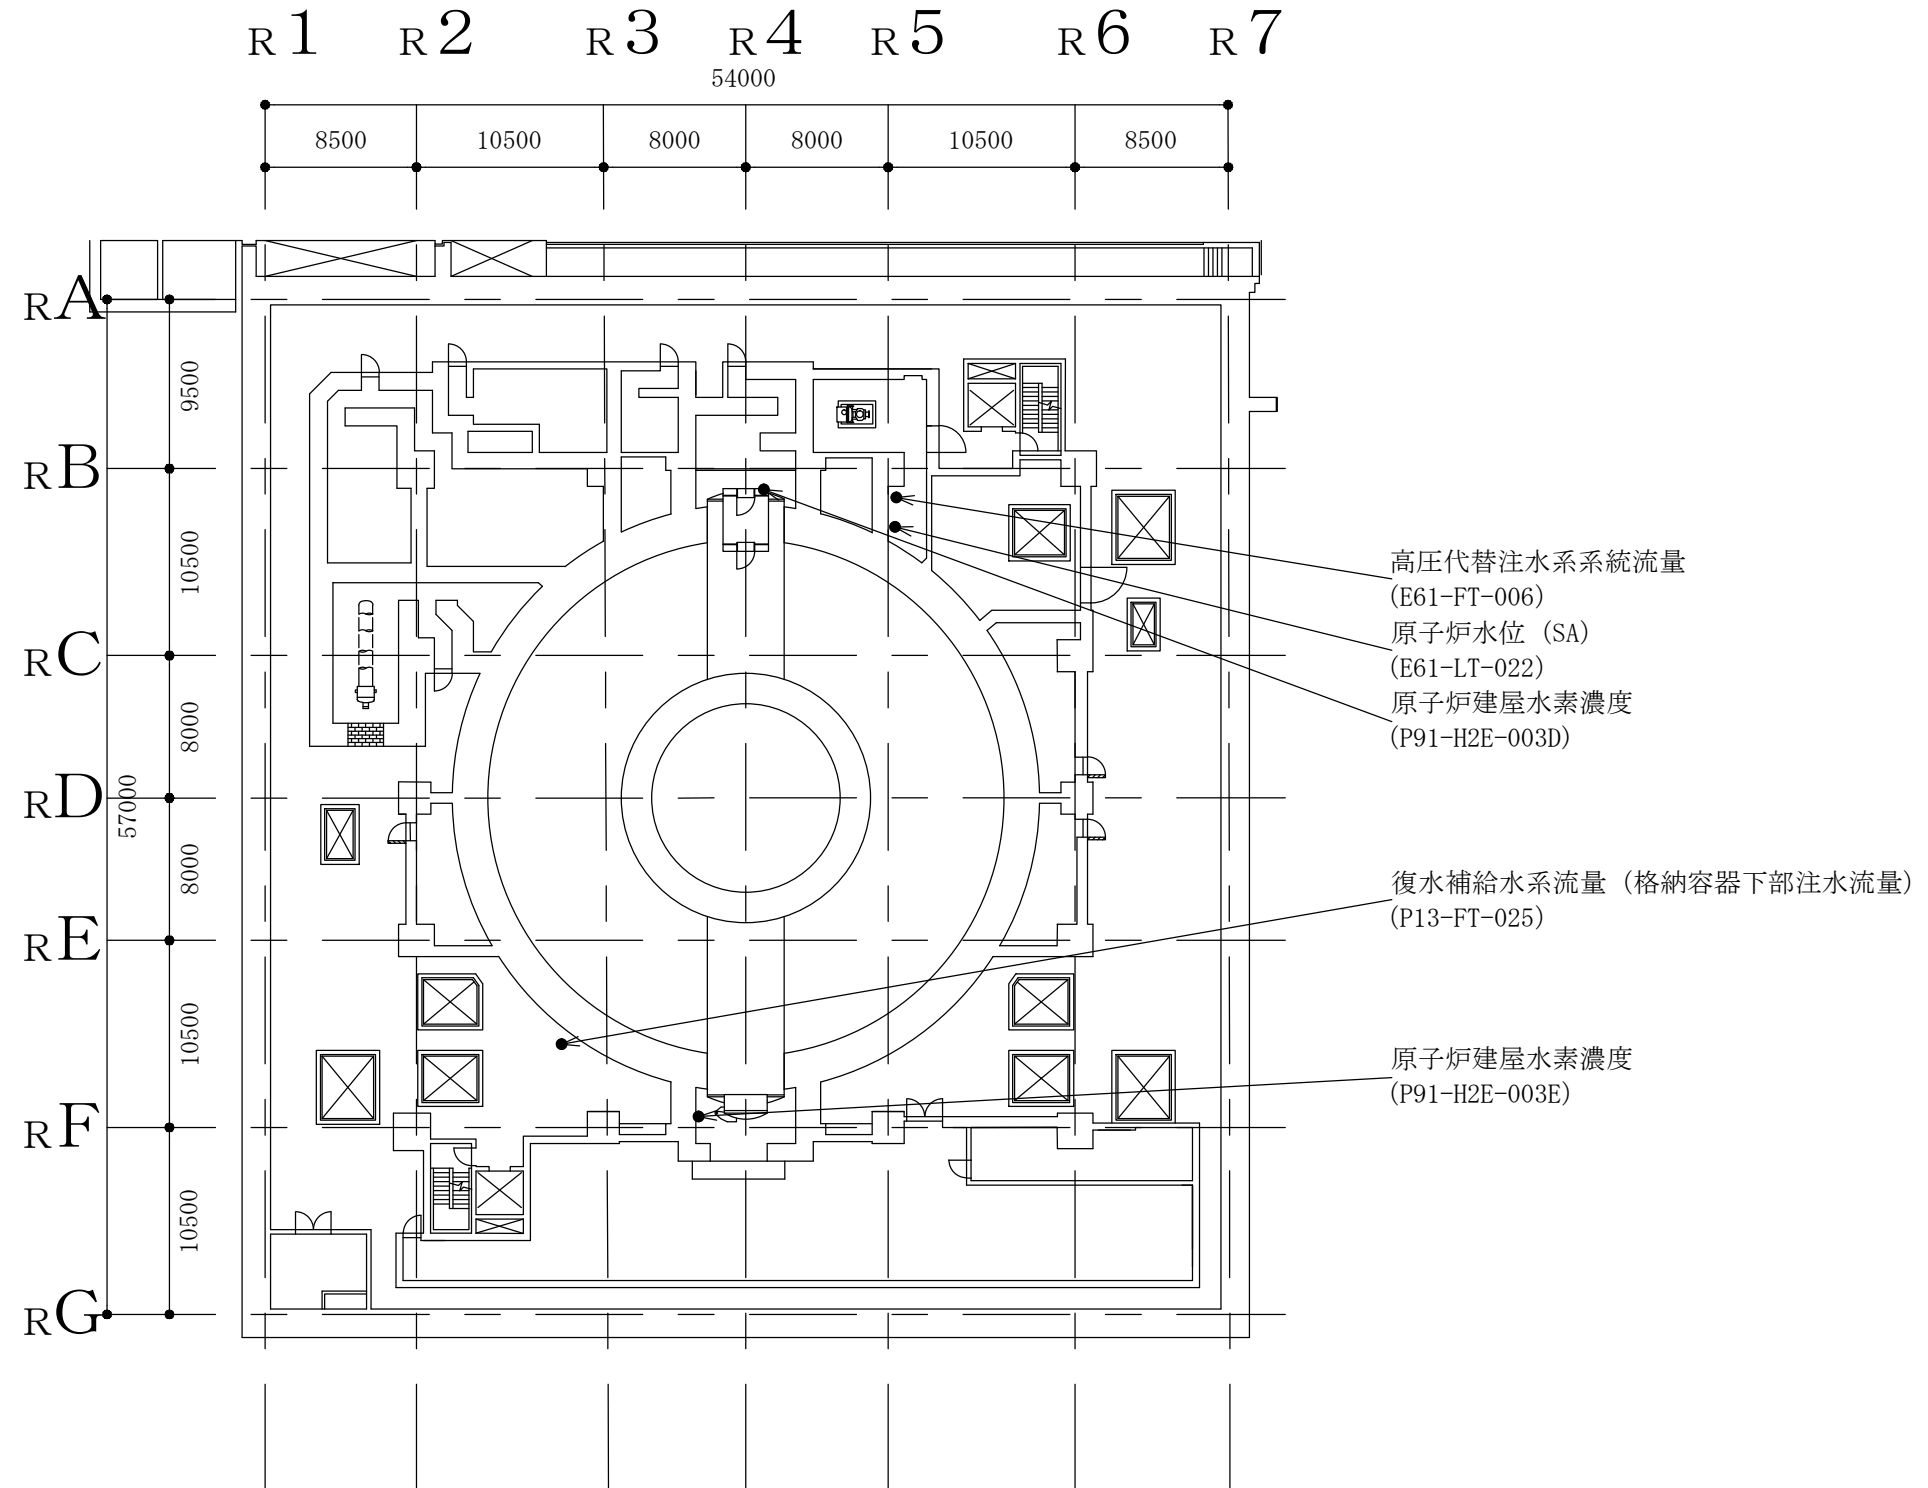 R1 R2 R3 R4 R5 R6 R7
54000
8500 10500 8000 8000 10500 8500
RA
9500
RB
10500
RC
8000
RD
57000
8000
RE
10500
RF
10500
RG
高圧代替注水系系統流量
(E61-FT-006)
原子炉水位 (SA)
(E61-LT-022)
原子炉建屋水素濃度
(P91-H2E-003D)
復水補給水系流量 (格納容器下部注水流量)
(P13-FT-025)
原子炉建屋水素濃度
(P91-H2E-003E)